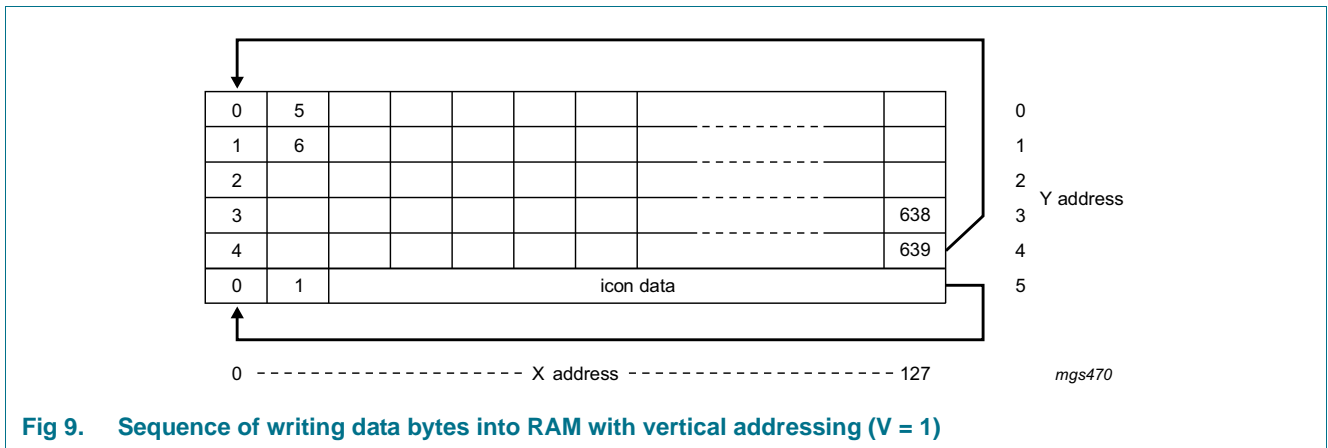 0 5 0
1 6 1
2 2
Y address
3 638 3
4 639 4
0 1 icon data 5
0 X address 127 mgs470
Fig 9. Sequence of writing data bytes into RAM with vertical addressing (V = 1)